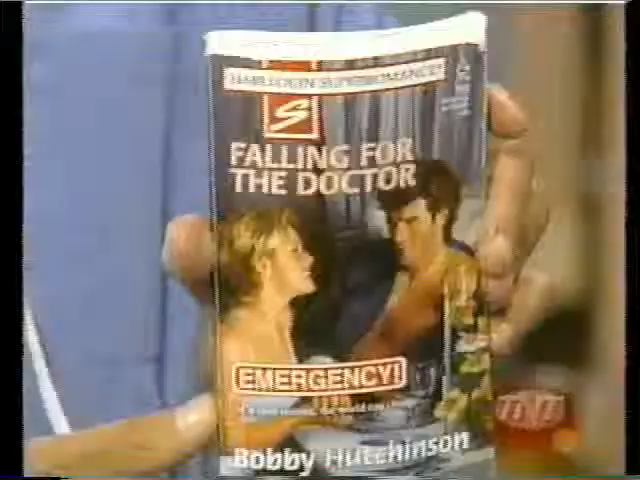 HARLEQUIN SUPERROMANCE!
S
FALLING FOR
THE DOCTOR
EMERGENCY!
Bobby Hutchinson